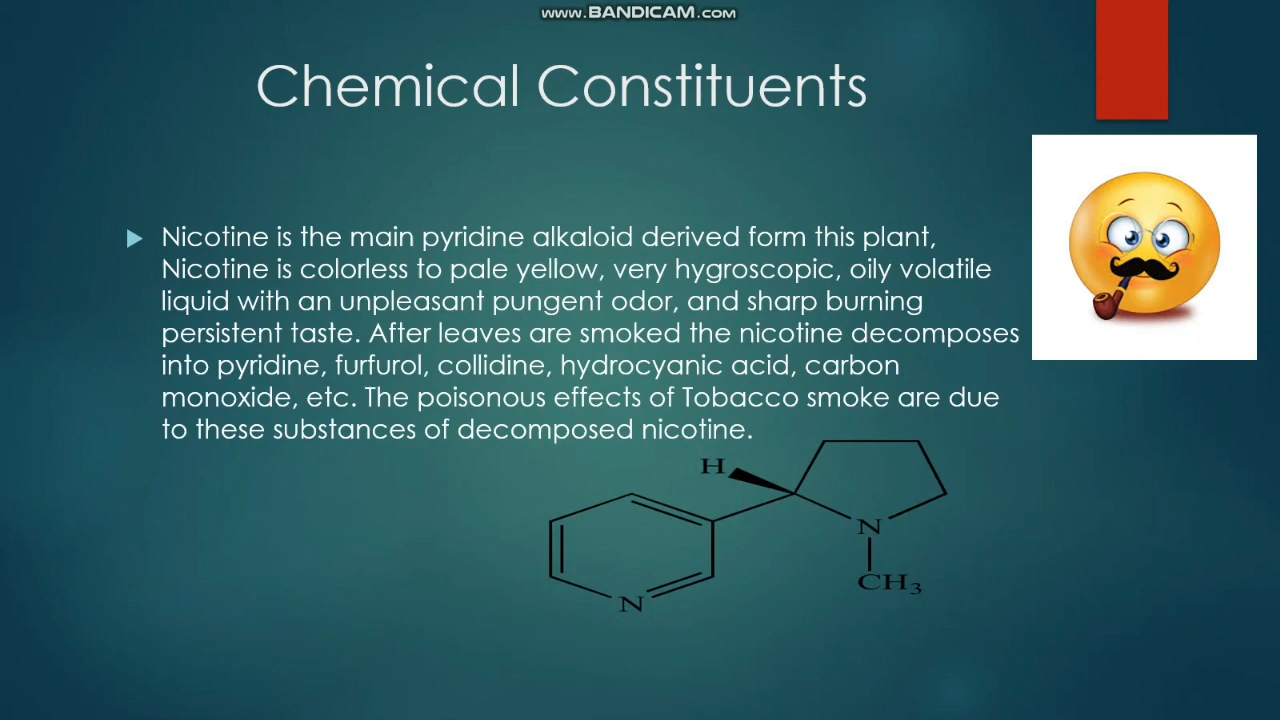 www.BANDICAM.com
Chemical Constituents
Nicotine is the main pyridine alkaloid derived form this plant,
Nicotine is colorless to pale yellow, very hygroscopic, oily volatile
liquid with an unpleasant pungent odor, and sharp burning
persistent taste. After leaves are smoked the nicotine decomposes
into pyridine, furfurol, collidine, hydrocyanic acid, carbon
monoxide, etc. The poisonous effects of Tobacco smoke are due
to these substances of decomposed nicotine.
H
N
CH3
N